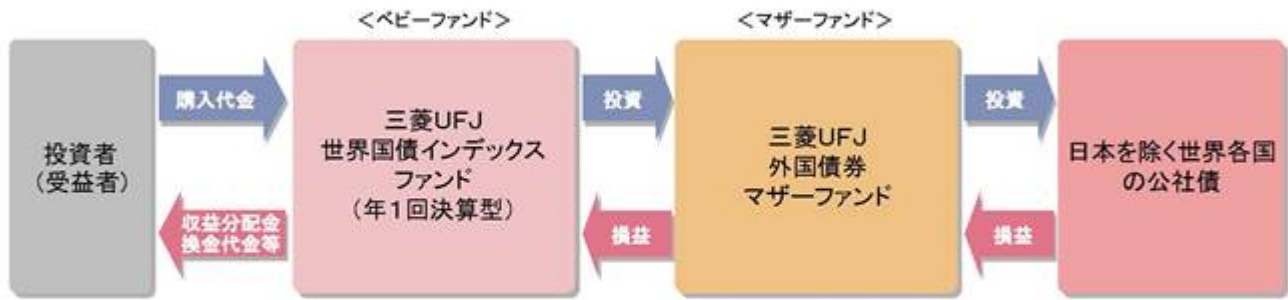 ＜ベビーファンド＞
＜マザーファンド＞
投資者
（受益者）
購入代金
収益分配金
換金代金等
三菱UFJ
世界国債インデックス
ファンド
（年1回決算型）
投資
損益
三菱UFJ
外国債券
マザーファンド
投資
損益
日本を除く世界各国
の公社債